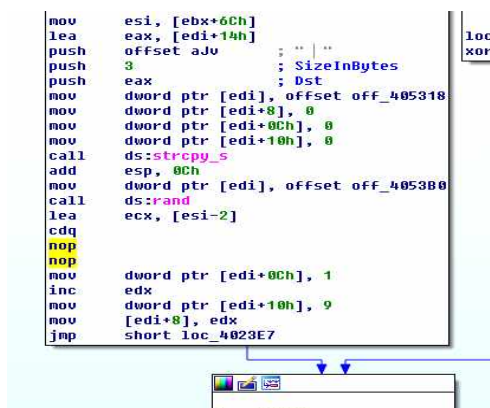 mov esi, [ebx+6Ch]
lea eax, [edi+14h]
push offset aJv ; " | "
push 3 ; SizeInBytes
push eax ; Dst
mov dword ptr [edi], offset off_405318
mov dword ptr [edi+8], 0
mov dword ptr [edi+0Ch], 0
mov dword ptr [edi+10h], 0
call ds:strcpy_s
add esp, 0Ch
mov dword ptr [edi], offset off_4053B0
call ds:rand
lea ecx, [esi-2]
cdq
nop
nop
mov dword ptr [edi+0Ch], 1
inc edx
mov dword ptr [edi+10h], 9
mov [edi+8], edx
jmp short loc_4023E7
loc
xor